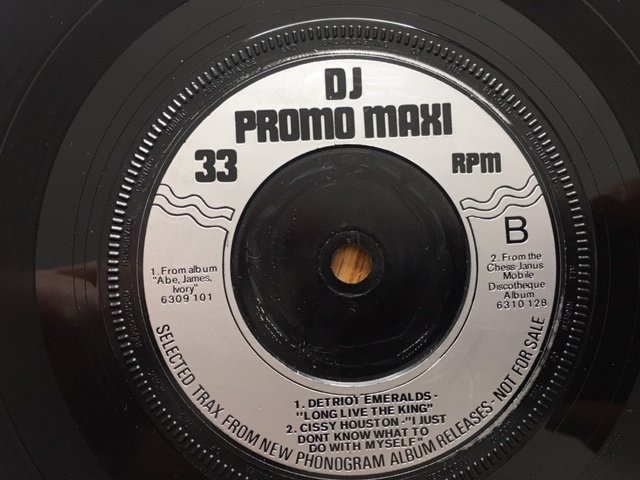 DJ
PROMO MAXI
33 RPM
B
1. From album
"Abe, James,
Ivory"
6309 101
2. From the
Chess-Janus
Mobile
Discotheque
Album
6310 128
1. DETRIOT EMERALDS -
"LONG LIVE THE KING"
2. CISSY HOUSTON - "I JUST
DONT KNOW WHAT TO
DO WITH MYSELF"
SELECTED TRAX FROM NEW PHONOGRAM ALBUM RELEASES - NOT FOR SALE